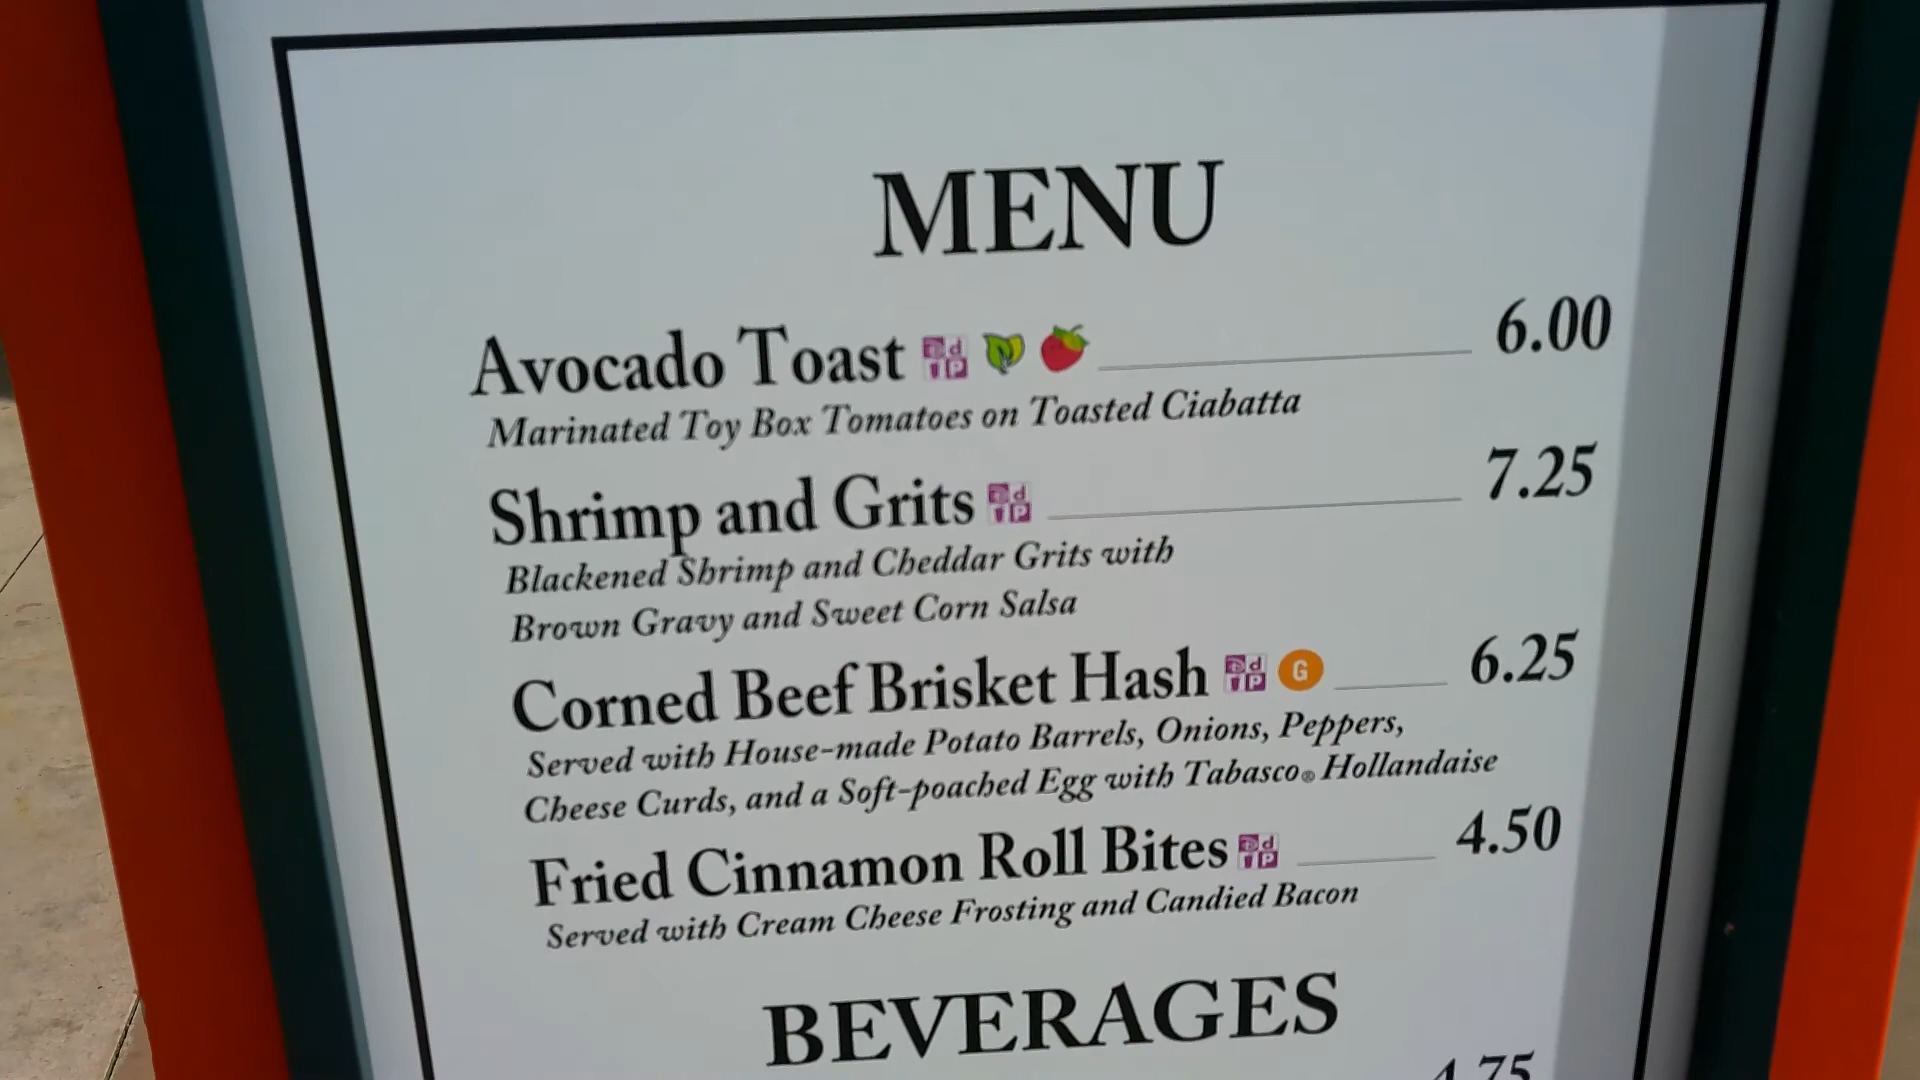 MENU
Avocado Toast 6.00
Marinated Toy Box Tomatoes on Toasted Ciabatta
Shrimp and Grits 7.25
Blackened Shrimp and Cheddar Grits with
Brown Gravy and Sweet Corn Salsa
Corned Beef Brisket Hash G 6.25
Served with House-made Potato Barrels, Onions, Peppers,
Cheese Curds, and a Soft-poached Egg with Tabasco® Hollandaise
Fried Cinnamon Roll Bites 4.50
Served with Cream Cheese Frosting and Candied Bacon
BEVERAGES
4.75